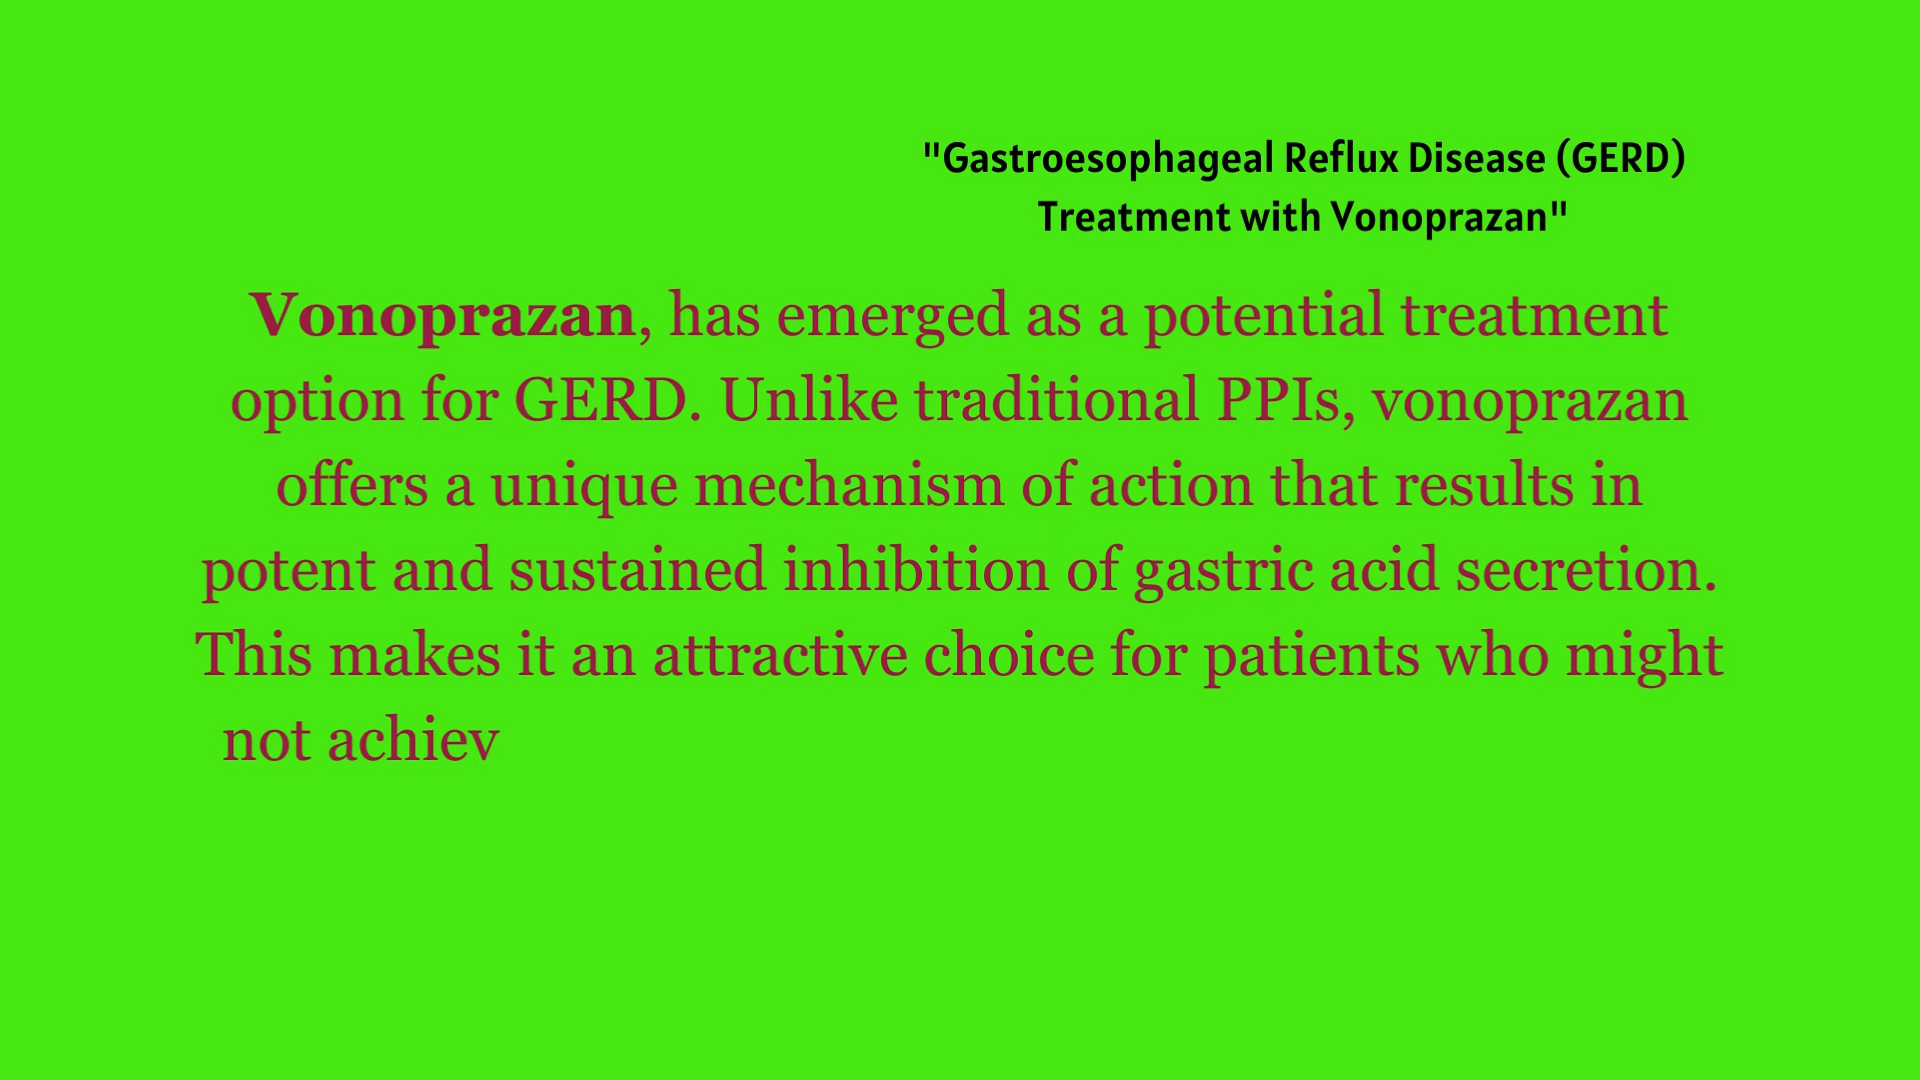 "Gastroesophageal Reflux Disease (GERD)
Treatment with Vonoprazan"
Vonoprazan, has emerged as a potential treatment
option for GERD. Unlike traditional PPIs, vonoprazan
offers a unique mechanism of action that results in
potent and sustained inhibition of gastric acid secretion.
This makes it an attractive choice for patients who might
not achiev